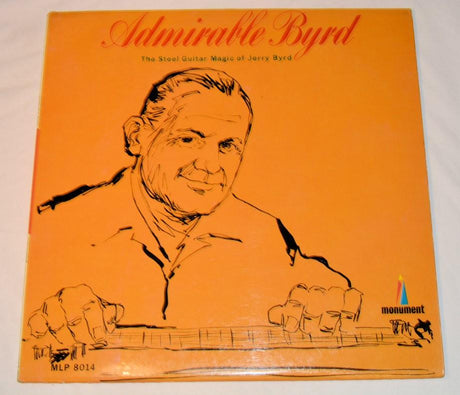 Admirable Byrd
The Steel Guitar Magic of Jerry Byrd
monument
MLP 8014